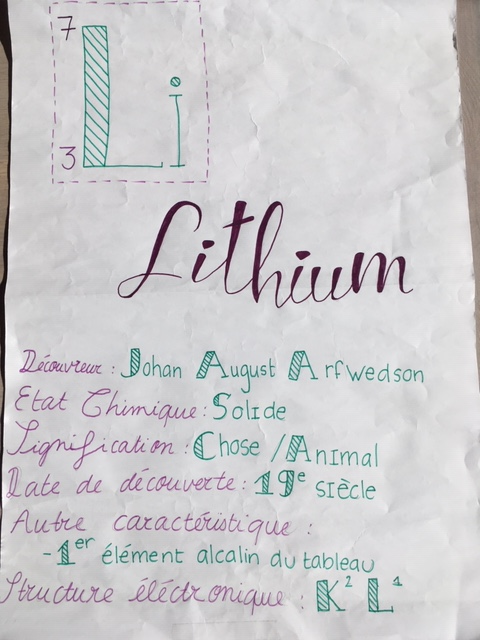 7
Li
3
Lithium
Découvreur : Johan August Arfwedson
Etat Chimique : Solide
Signification : Chose / Animal
Date de découverte : 19e siècle
Autre caractéristique :
- 1er élément alcalin du tableau
Structure éléctronique : K² L¹